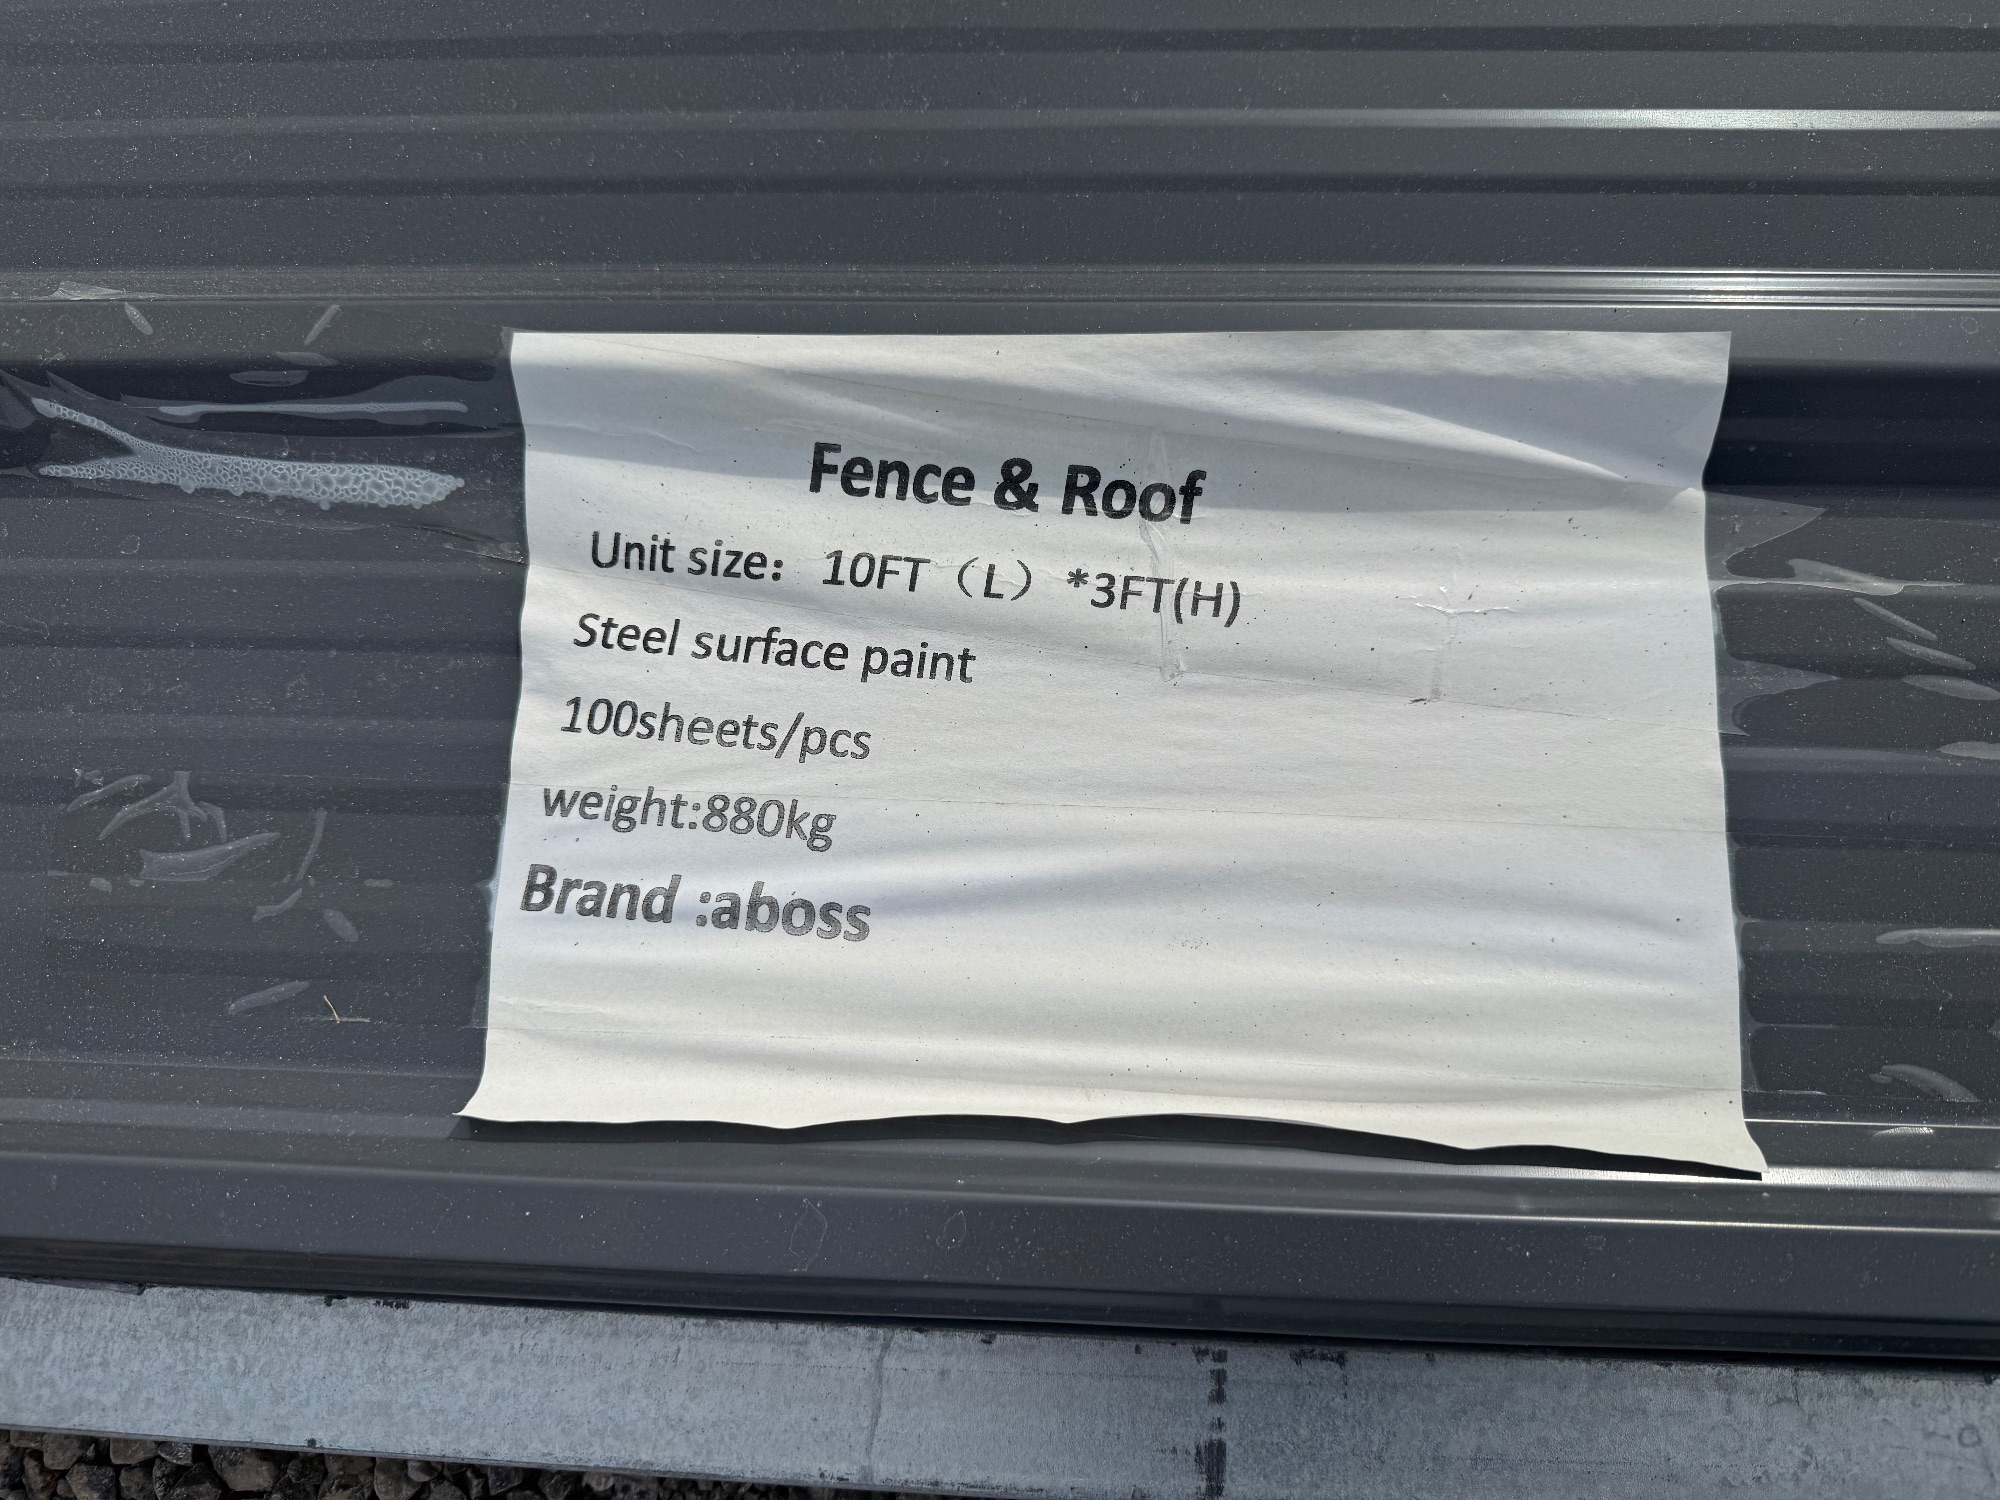 Fence & Roof
Unit size： 10FT（L）*3FT(H)
Steel surface paint
100sheets/pcs
weight:880kg
Brand :aboss